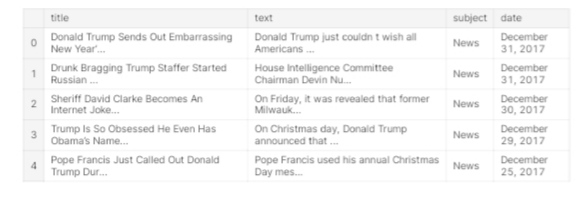 title text subject date
0 Donald Trump Sends Out Embarrassing Donald Trump just couldn t wish all News December
New Year'... Americans ... 31, 2017
1 Drunk Bragging Trump Staffer Started House Intelligence Committee News December
Russian ... Chairman Devin Nu... 31, 2017
2 Sheriff David Clarke Becomes An On Friday, it was revealed that former News December
Internet Joke... Milwauk... 30, 2017
3 Trump Is So Obsessed He Even Has On Christmas day, Donald Trump News December
Obama's Name... announced that ... 29, 2017
4 Pope Francis Just Called Out Donald Pope Francis used his annual Christmas News December
Trump Dur... Day mes... 25, 2017